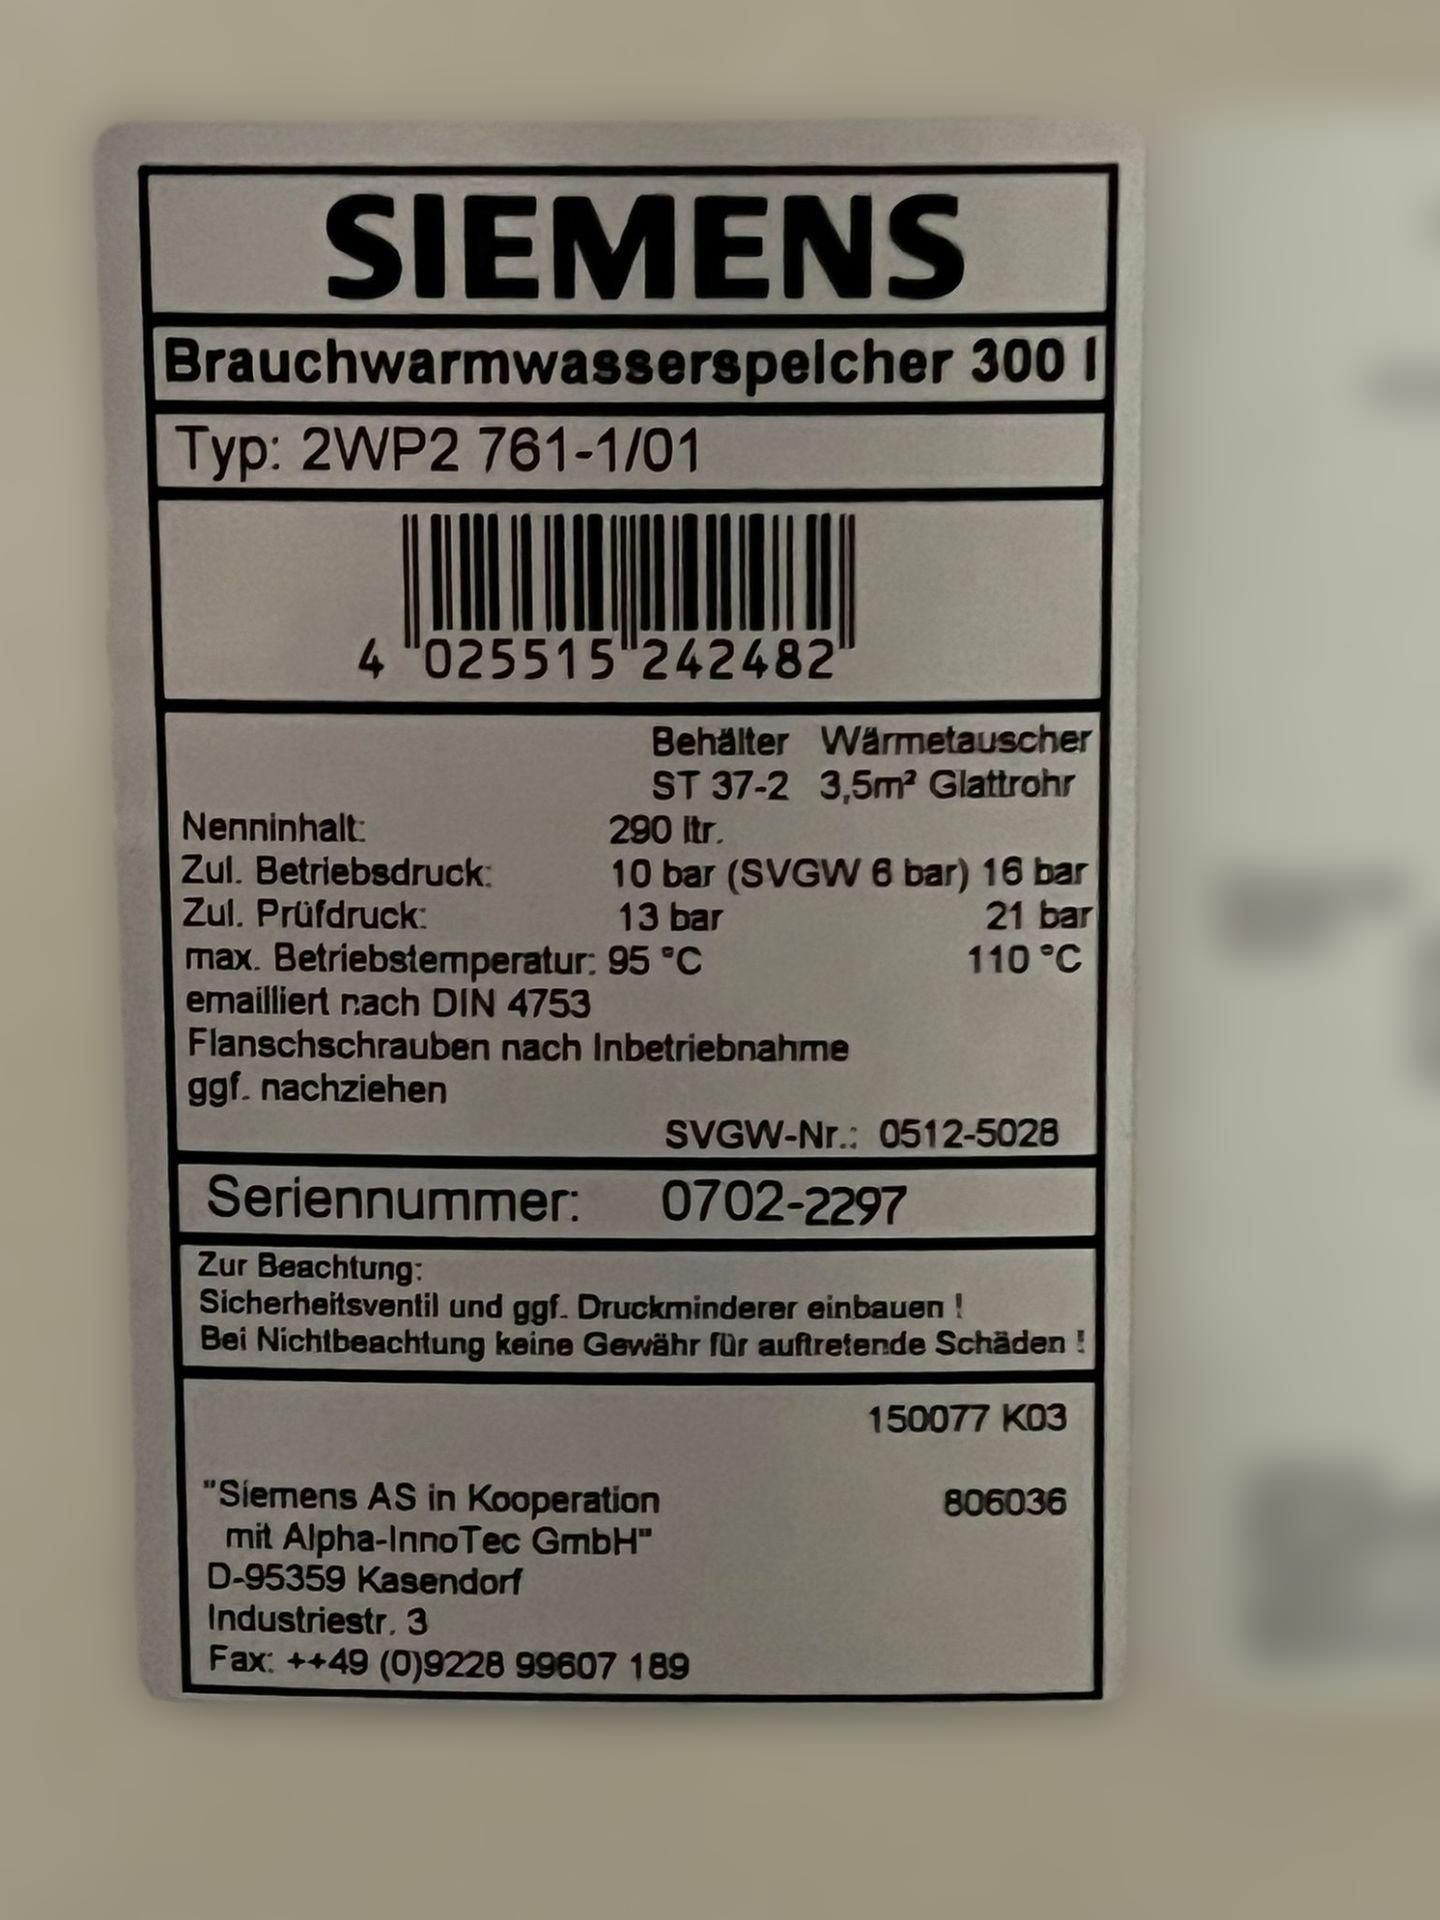 SIEMENS
Brauchwarmwasserspeicher 300 l
Typ: 2WP2 761-1/01
4 025515 242482
Behälter Wärmetauscher
ST 37-2 3,5m² Glattrohr
Nenninhalt: 290 ltr.
Zul. Betriebsdruck: 10 bar (SVGW 6 bar) 16 bar
Zul. Prüfdruck: 13 bar 21 bar
max. Betriebstemperatur: 95 °C 110 °C
emailliert nach DIN 4753
Flanschschrauben nach Inbetriebnahme
ggf. nachziehen
SVGW-Nr.: 0512-5028
Seriennummer: 0702-2297
Zur Beachtung:
Sicherheitsventil und ggf. Druckminderer einbauen !
Bei Nichtbeachtung keine Gewähr für auftretende Schäden !
150077 K03
"Siemens AS in Kooperation 806036
mit Alpha-InnoTec GmbH"
D-95359 Kasendorf
Industriestr. 3
Fax: ++49 (0)9228 99607 189